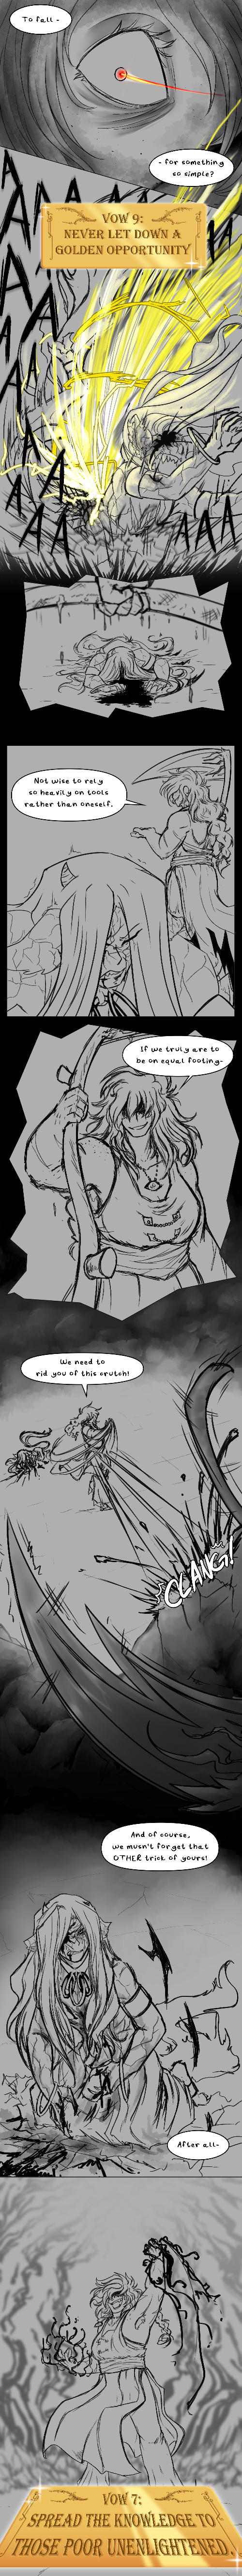 To fall -
- for something
so simple?
VOW 9:
NEVER LET DOWN A
GOLDEN OPPORTUNITY
AAAAAAAAAAAAAAA
Not wise to rely
so heavily on tools
rather than oneself.
If we truly are to
be on equal footing-
We need to
rid you of this crutch!
CLANG!
And of course,
we musn't forget that
OTHER trick of yours!
After all-
VOW 7:
SPREAD THE KNOWLEDGE TO
THOSE POOR UNENLIGHTENED.